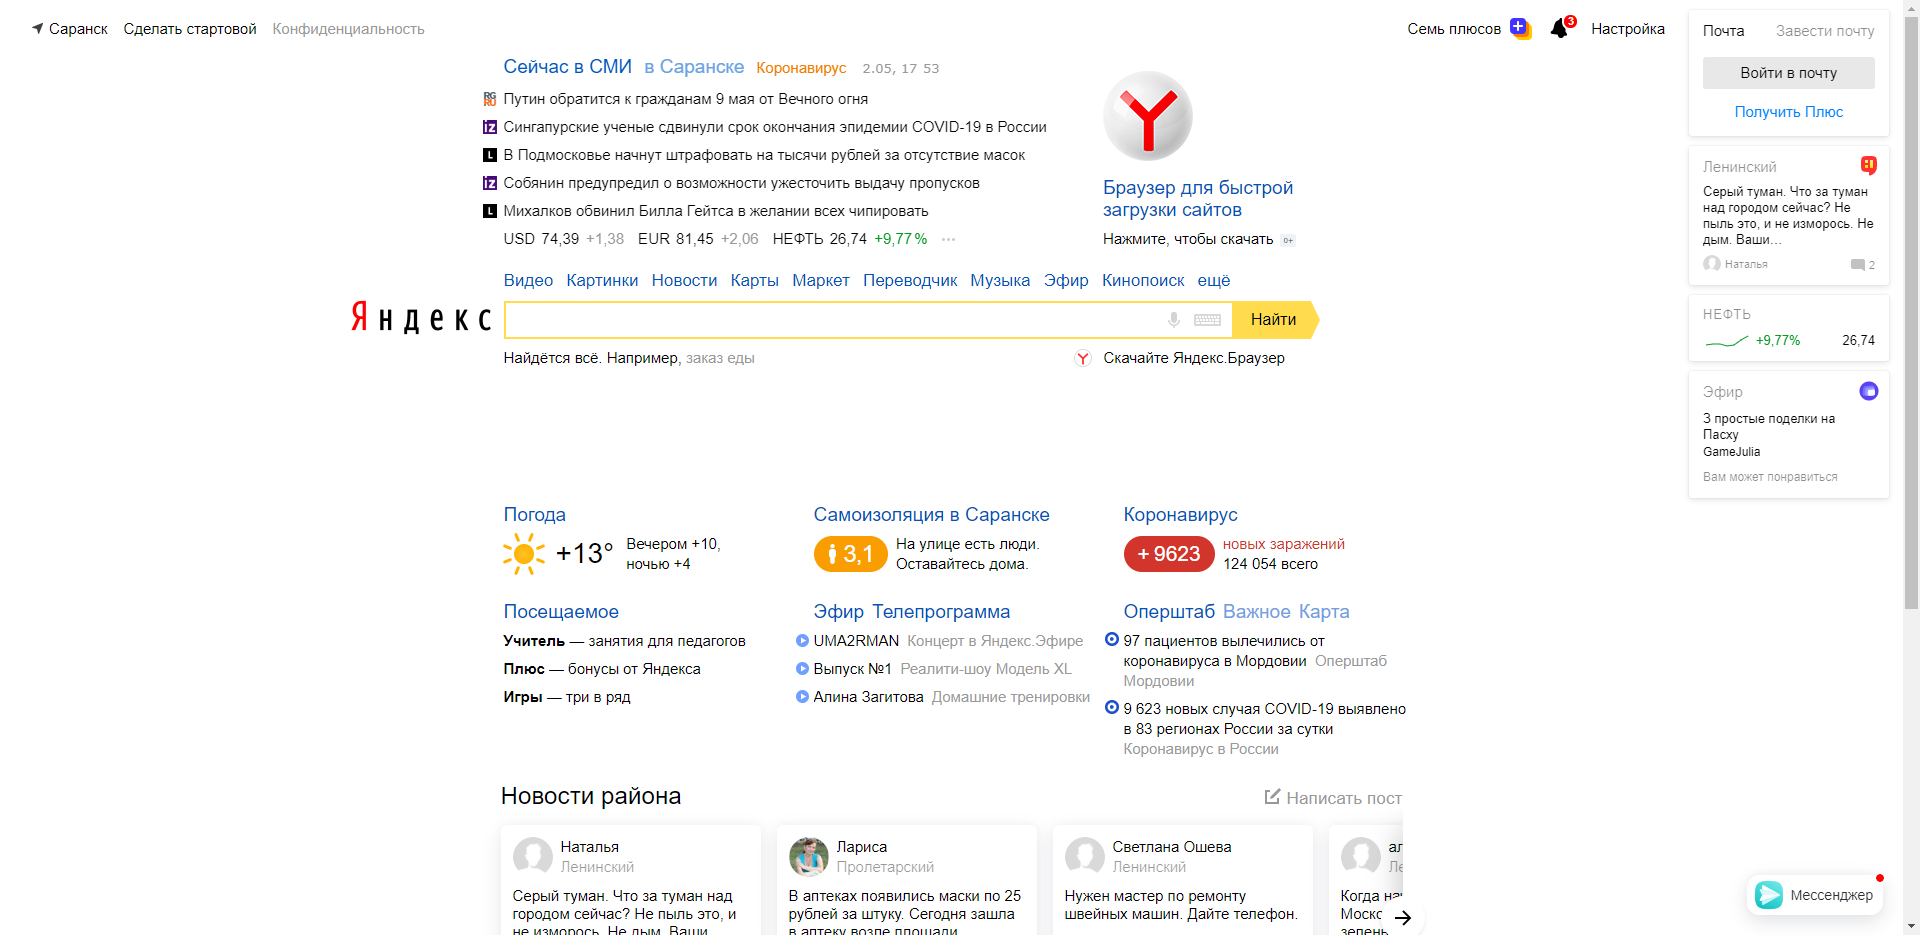 Саранск Сделать стартовой Конфиденциальность
Семь плюсов 3 Настройка
Почта Завести почту
Войти в почту
Получить Плюс
Сейчас в СМИ в Саранске Коронавирус 2.05, 17 53
RG RU Путин обратится к гражданам 9 мая от Вечного огня
iz Сингапурские ученые сдвинули срок окончания эпидемии COVID-19 в России
L В Подмосковье начнут штрафовать на тысячи рублей за отсутствие масок
iz Собянин предупредил о возможности ужесточить выдачу пропусков
L Михалков обвинил Билла Гейтса в желании всех чипировать
USD 74,39 +1,38 EUR 81,45 +2,06 НЕФТЬ 26,74 +9,77% ···
Браузер для быстрой
загрузки сайтов
Нажмите, чтобы скачать 0+
Ленинский
Серый туман. Что за туман
над городом сейчас? Не
пыль это, и не изморось. Не
дым. Ваши…
Наталья 2
НЕФТЬ
+9,77% 26,74
Эфир
3 простые поделки на
Пасху
GameJulia
Вам может понравиться
Видео Картинки Новости Карты Маркет Переводчик Музыка Эфир Кинопоиск ещё
Яндекс Найти
Найдётся всё. Например, заказ еды
Скачайте Яндекс.Браузер
Погода
+13°
Вечером +10,
ночью +4
Самоизоляция в Саранске
3,1
На улице есть люди.
Оставайтесь дома.
Коронавирус
+ 9623
новых заражений
124 054 всего
Посещаемое
Учитель — занятия для педагогов
Плюс — бонусы от Яндекса
Игры — три в ряд
Эфир Телепрограмма
UMA2RMAN Концерт в Яндекс.Эфире
Выпуск №1 Реалити-шоу Модель XL
Алина Загитова Домашние тренировки
Оперштаб Важное Карта
97 пациентов вылечились от
коронавируса в Мордовии Оперштаб
Мордовии
9 623 новых случая COVID-19 выявлено
в 83 регионах России за сутки
Коронавирус в России
Новости района
Написать пост
Наталья
Ленинский
Серый туман. Что за туман над
городом сейчас? Не пыль это, и
не изморось. Не дым. Ваши
Лариса
Пролетарский
В аптеках появились маски по 25
рублей за штуку. Сегодня зашла
в аптеку возле площади
Светлана Ошева
Ленинский
Нужен мастер по ремонту
швейных машин. Дайте телефон.
Когда
Мессенджер